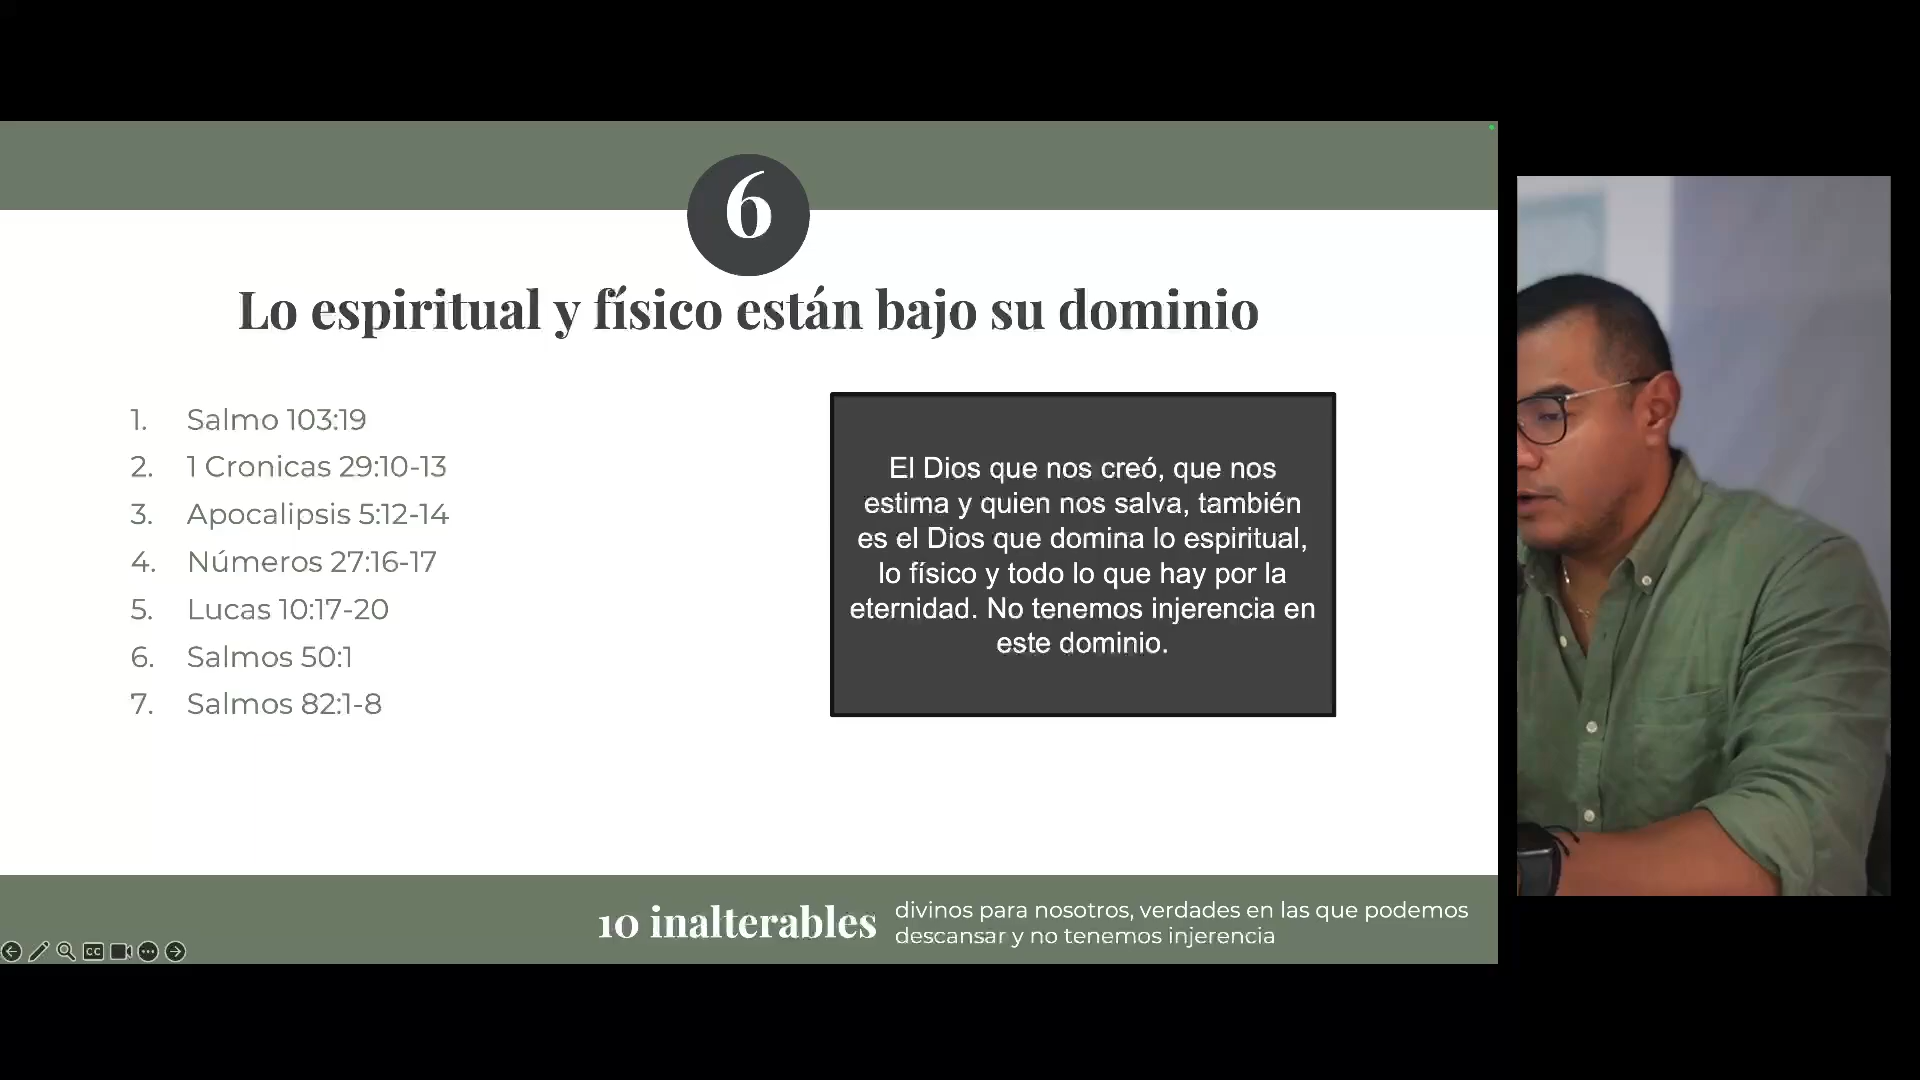 6
Lo espiritual y físico están bajo su dominio
1. Salmo 103:19
2. 1 Cronicas 29:10-13
3. Apocalipsis 5:12-14
4. Números 27:16-17
5. Lucas 10:17-20
6. Salmos 50:1
7. Salmos 82:1-8
El Dios que nos creó, que nos
estima y quien nos salva, también
es el Dios que domina lo espiritual,
lo físico y todo lo que hay por la
eternidad. No tenemos injerencia en
este dominio.
10 inalterables
divinos para nosotros, verdades en las que podemos
descansar y no tenemos injerencia
CC